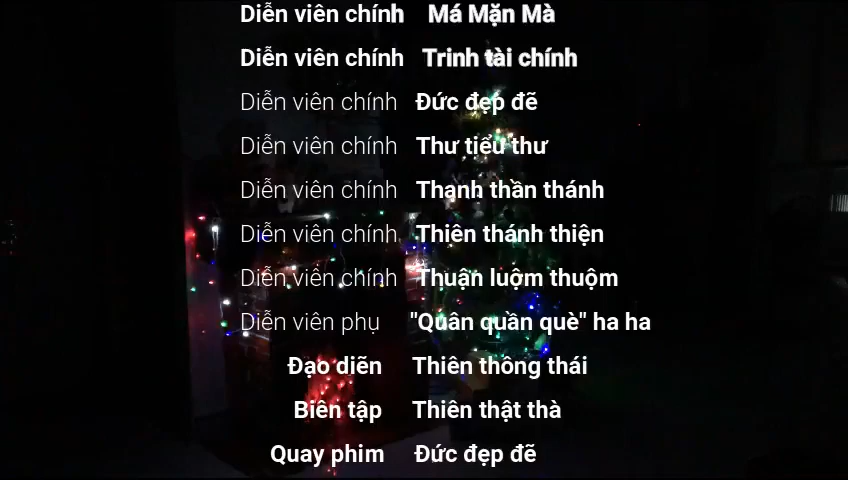 Diễn viên chính Má Mặn Mà
Diễn viên chính Trinh tài chính
Diễn viên chính Đức đẹp đẽ
Diễn viên chính Thư tiểu thư
Diễn viên chính Thanh thần thánh
Diễn viên chính Thiên thánh thiện
Diễn viên chính Thuận luộm thuộm
Diễn viên phụ "Quân quần què" ha ha
Đạo diễn Thiên thông thái
Biên tập Thiên thật thà
Quay phim Đức đẹp đẽ